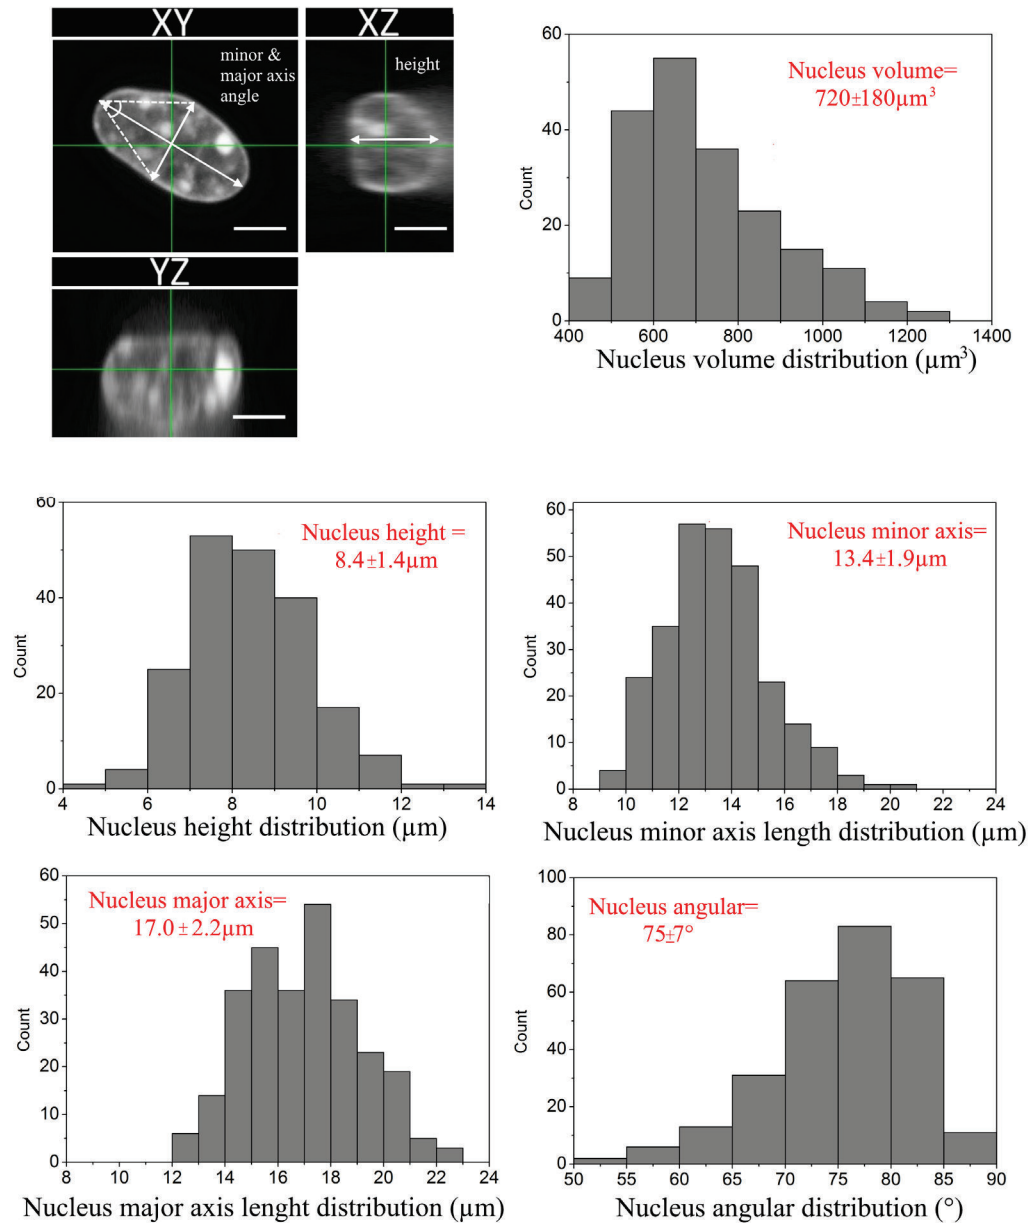 XY
XZ
minor &
major axis
angle
height
YZ
60
40
20
0
Count
Nucleus volume=
720±180µm³
400 600 800 1000 1200 1400
Nucleus volume distribution (µm³)
60
40
20
0
Count
Nucleus height =
8.4±1.4µm
4 6 8 10 12 14
Nucleus height distribution (µm)
60
50
40
30
20
10
0
Count
Nucleus minor axis=
13.4±1.9µm
8 10 12 14 16 18 20 22 24
Nucleus minor axis length distribution (µm)
60
50
40
30
20
10
0
Count
Nucleus major axis=
17.0±2.2µm
8 10 12 14 16 18 20 22 24
Nucleus major axis lenght distribution (µm)
100
80
60
40
20
0
Count
Nucleus angular=
75±7°
50 55 60 65 70 75 80 85 90
Nucleus angular distribution (°)